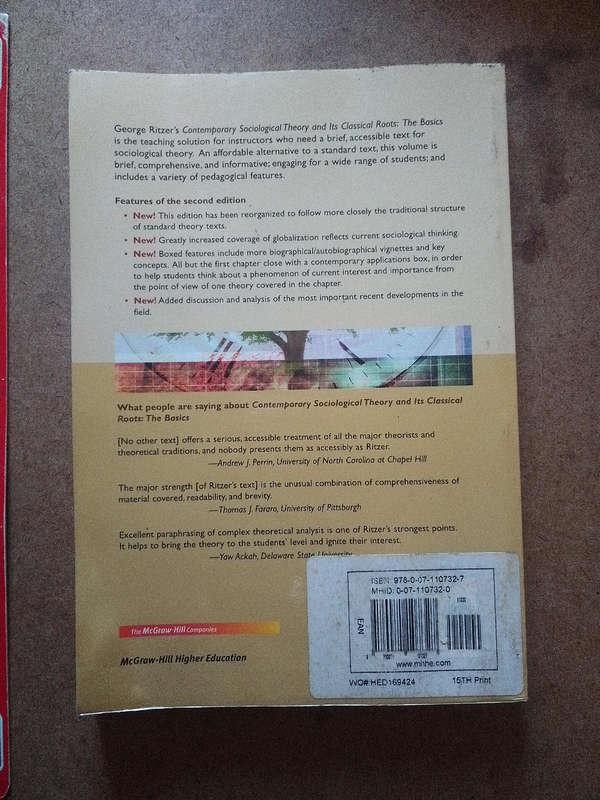 George Ritzer's Contemporary Sociological Theory and Its Classical Roots: The Basics
is the teaching solution for instructors who need a brief, accessible text for
sociological theory. An affordable alternative to a standard text, this volume is
brief, comprehensive, and informative; engaging for a wide range of students; and
includes a variety of pedagogical features.
Features of the second edition
• New! This edition has been reorganized to follow more closely the traditional structure
of standard theory texts.
• New! Greatly increased coverage of globalization reflects current sociological thinking.
• New! Boxed features include more biographical/autobiographical vignettes and key
concepts. All but the first chapter close with a contemporary applications box, in order
to help students think about a phenomenon of current interest and importance from
the point of view of one theory covered in the chapter.
• New! Added discussion and analysis of the most important recent developments in the
field.
What people are saying about Contemporary Sociological Theory and Its Classical
Roots: The Basics
[No other text] offers a serious, accessible treatment of all the major theorists and
theoretical traditions, and nobody presents them as accessibly as Ritzer.
—Andrew J. Perrin, University of North Carolina at Chapel Hill
The major strength [of Ritzer's text] is the unusual combination of comprehensiveness of
material covered, readability, and brevity.
—Thomas J. Fararo, University of Pittsburgh
Excellent paraphrasing of complex theoretical analysis is one of Ritzer's strongest points.
It helps to bring the theory to the students' level and ignite their interest.
—Yaw Ackah, Delaware State University
ISBN: 978-0-07-110732-7
MHID: 0-07-110732-0
EAN
www.mhhe.com
WO#:HED169424 15TH Print
The McGraw·Hill Companies
McGraw-Hill Higher Education